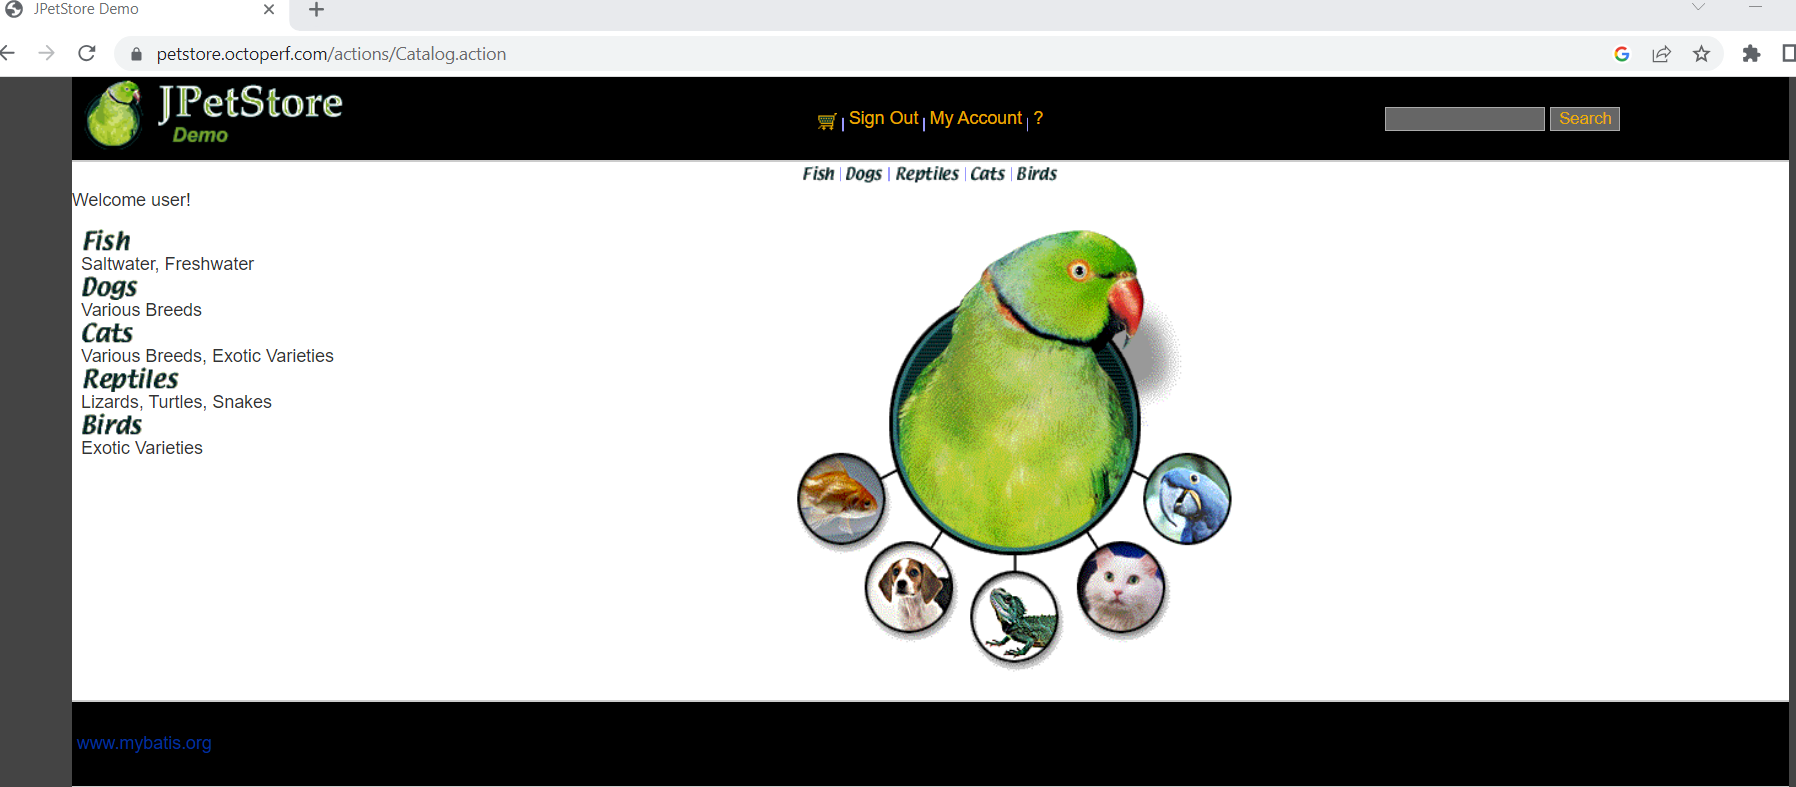 JPetStore Demo
petstore.octoperf.com/actions/Catalog.action
JPetStore
Demo
Sign Out | My Account | ?
Search
Fish | Dogs | Reptiles | Cats | Birds
Welcome user!
Fish
Saltwater, Freshwater
Dogs
Various Breeds
Cats
Various Breeds, Exotic Varieties
Reptiles
Lizards, Turtles, Snakes
Birds
Exotic Varieties
www.mybatis.org